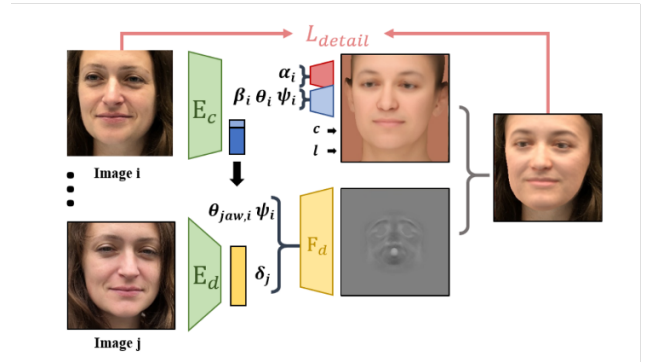 L_detail
E_c
α_i
β_i θ_i ψ_i
c
l
Image i
θ_jaw,i ψ_i
E_d
δ_j
F_d
Image j